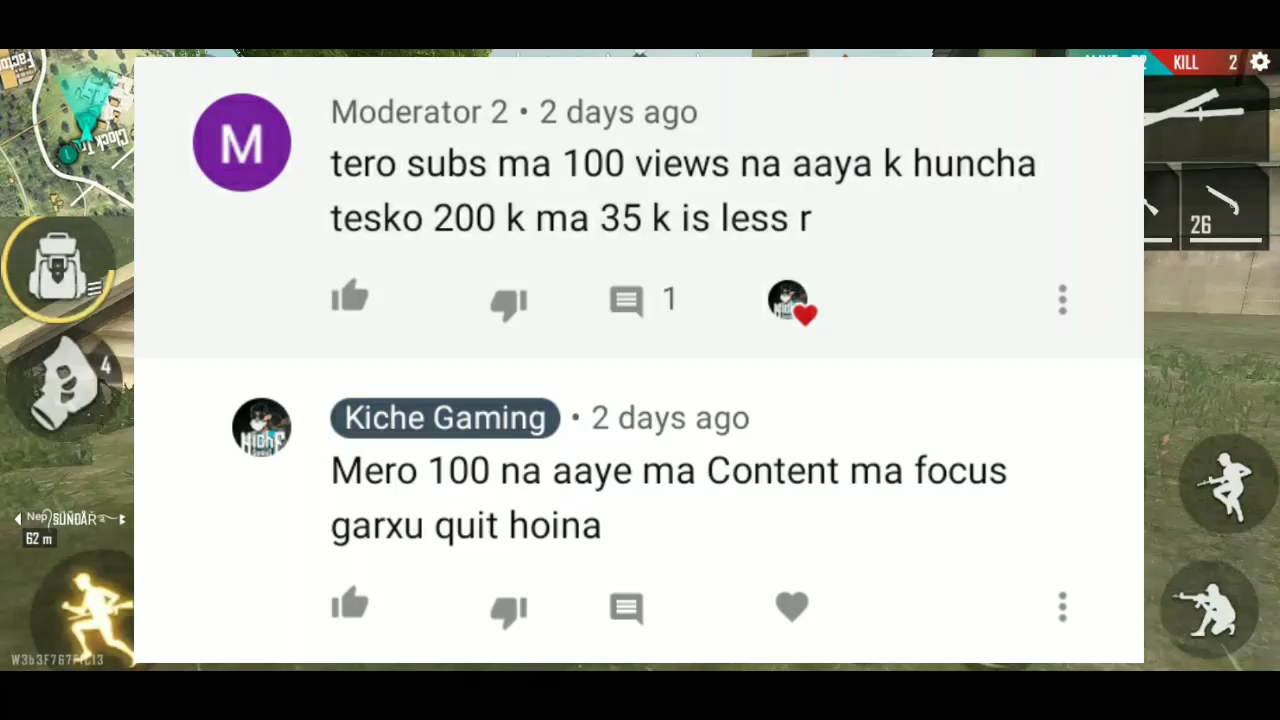 KILL 2
Moderator 2 • 2 days ago
tero subs ma 100 views na aaya k huncha
tesko 200 k ma 35 k is less r
26
1
4
Kiche Gaming • 2 days ago
Mero 100 na aaye ma Content ma focus
garxu quit hoina
62 m